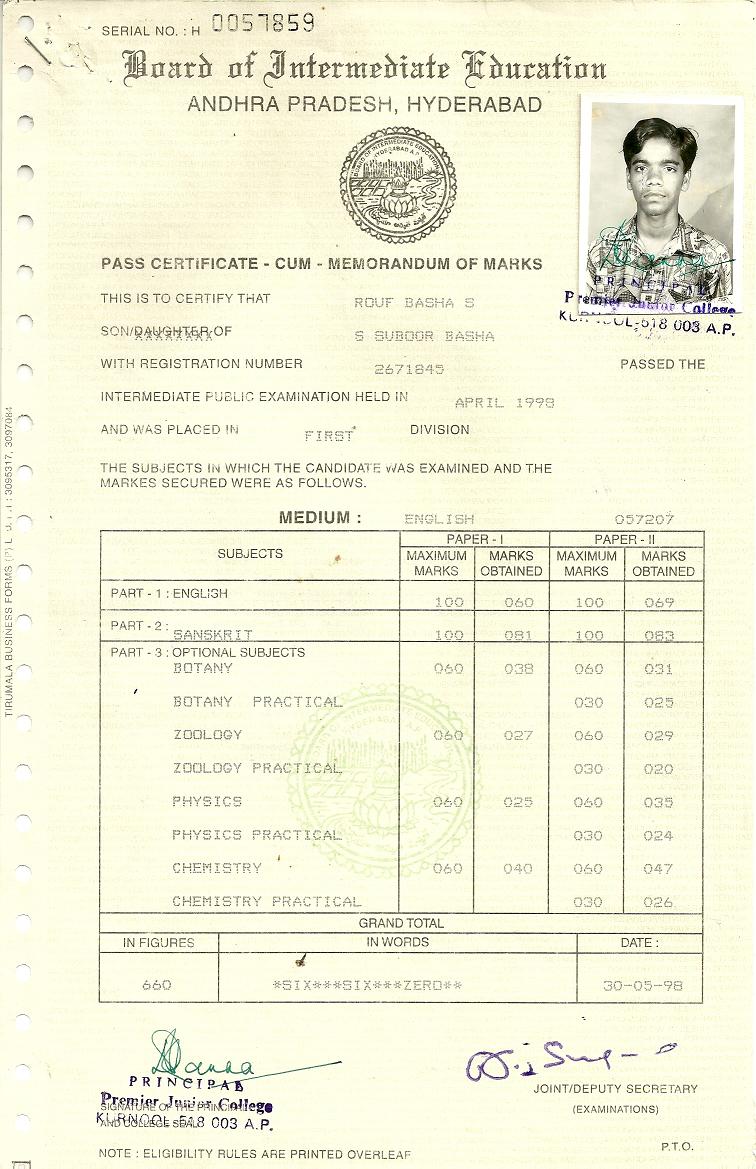 SERIAL NO. : H 0057859
Board of Intermediate Education
ANDHRA PRADESH, HYDERABAD
BOARD OF INTERMEDIATE EDUCATION
HYDERABAD A.P.
PASS CERTIFICATE - CUM - MEMORANDUM OF MARKS
PRINCIPAL
Premier Junior College
KURNOOL-518 003 A.P.
THIS IS TO CERTIFY THAT ROUF BASHA S
SON/DAUGHTER OF S SUBOOR BASHA
WITH REGISTRATION NUMBER 2671845 PASSED THE
INTERMEDIATE PUBLIC EXAMINATION HELD IN APRIL 1998
AND WAS PLACED IN FIRST DIVISION
THE SUBJECTS IN WHICH THE CANDIDATE WAS EXAMINED AND THE
MARKES SECURED WERE AS FOLLOWS.
MEDIUM : ENGLISH 057207
SUBJECTS PAPER - I PAPER - II
MAXIMUM MARKS MARKS OBTAINED MAXIMUM MARKS MARKS OBTAINED
PART - 1 : ENGLISH 100 060 100 069
PART - 2 : SANSKRIT 100 081 100 083
PART - 3 : OPTIONAL SUBJECTS
BOTANY 060 038 060 031
BOTANY PRACTICAL 030 025
ZOOLOGY 060 027 060 029
ZOOLOGY PRACTICAL 030 020
PHYSICS 060 025 060 035
PHYSICS PRACTICAL 030 024
CHEMISTRY 060 040 060 047
CHEMISTRY PRACTICAL 030 026
GRAND TOTAL
IN FIGURES IN WORDS DATE :
660 *SIX***SIX***ZERO** 30-05-98
PRINCIPAL
Premier Junior College
SIGNATURE OF THE PRINCIPAL
KURNOOL-518 003 A.P.
AND COLLEGE SEAL
JOINT/DEPUTY SECRETARY
(EXAMINATIONS)
NOTE : ELIGIBILITY RULES ARE PRINTED OVERLEAF
P.T.O.
TIRUMALA BUSINESS FORMS (P) 3095317, 3097084